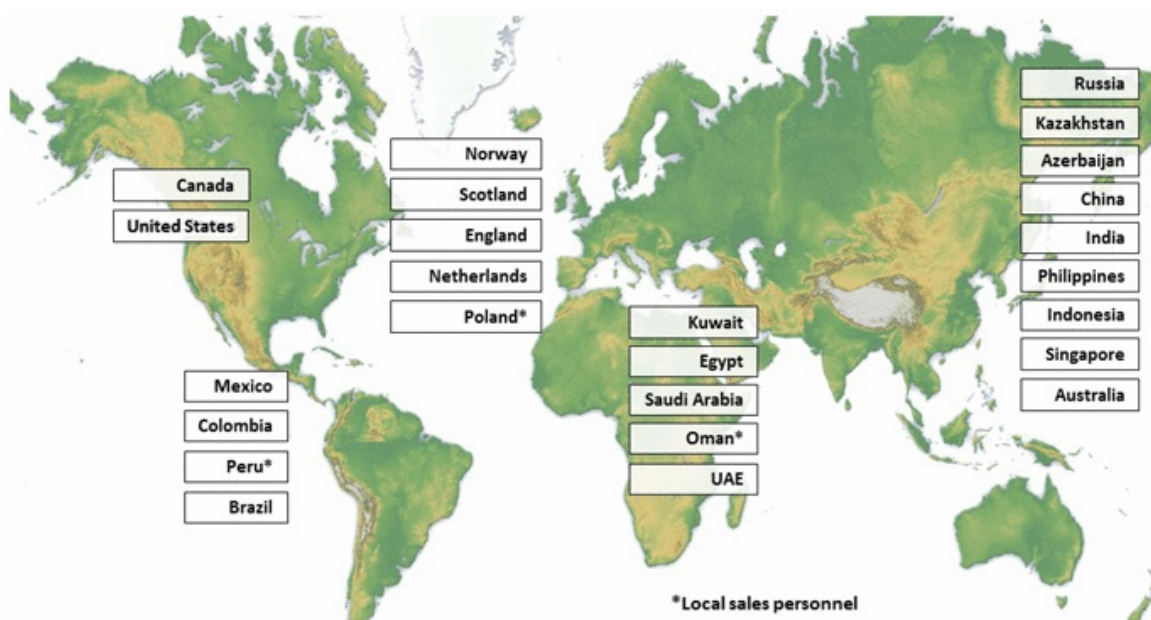 Canada
United States
Mexico
Colombia
Peru*
Brazil
Norway
Scotland
England
Netherlands
Poland*
Kuwait
Egypt
Saudi Arabia
Oman*
UAE
Russia
Kazakhstan
Azerbaijan
China
India
Philippines
Indonesia
Singapore
Australia
*Local sales personnel